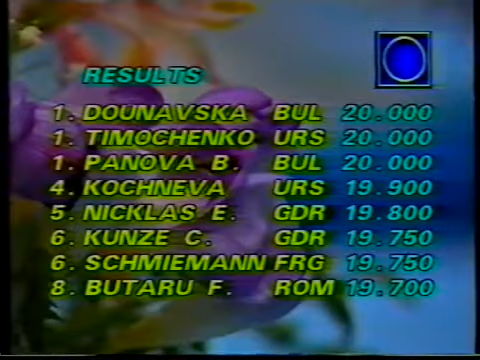 RESULTS
1. DOUNAVSKA BUL 20.000
1. TIMOCHENKO URS 20.000
1. PANOVA B. BUL 20.000
4. KOCHNEVA URS 19.900
5. NICKLAS E. GDR 19.800
6. KUNZE C. GDR 19.750
6. SCHMIEMANN FRG 19.750
8. BUTARU F. ROM 19.700